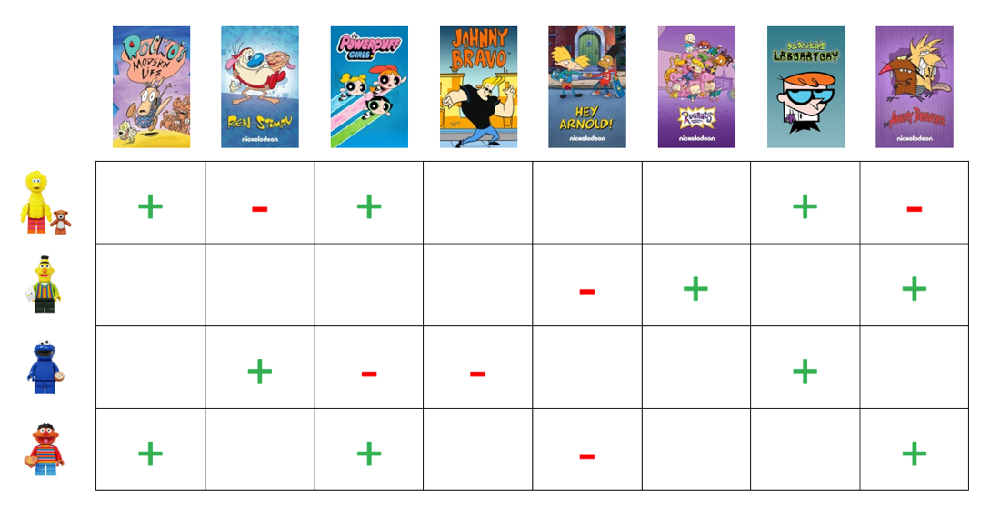 ROCKO'S
MODERN
LIFE
REN STIMPY
nickelodeon
the
POWERPUFF
GIRLS
JOHNNY
BRAVO
HEY
ARNOLD!
nickelodeon
RUGRATS
nickelodeon
DEXTER'S
LABORATORY
the ANGRY BEAVERS
nickelodeon
+ - + + -
- + +
+ - - +
+ + - +